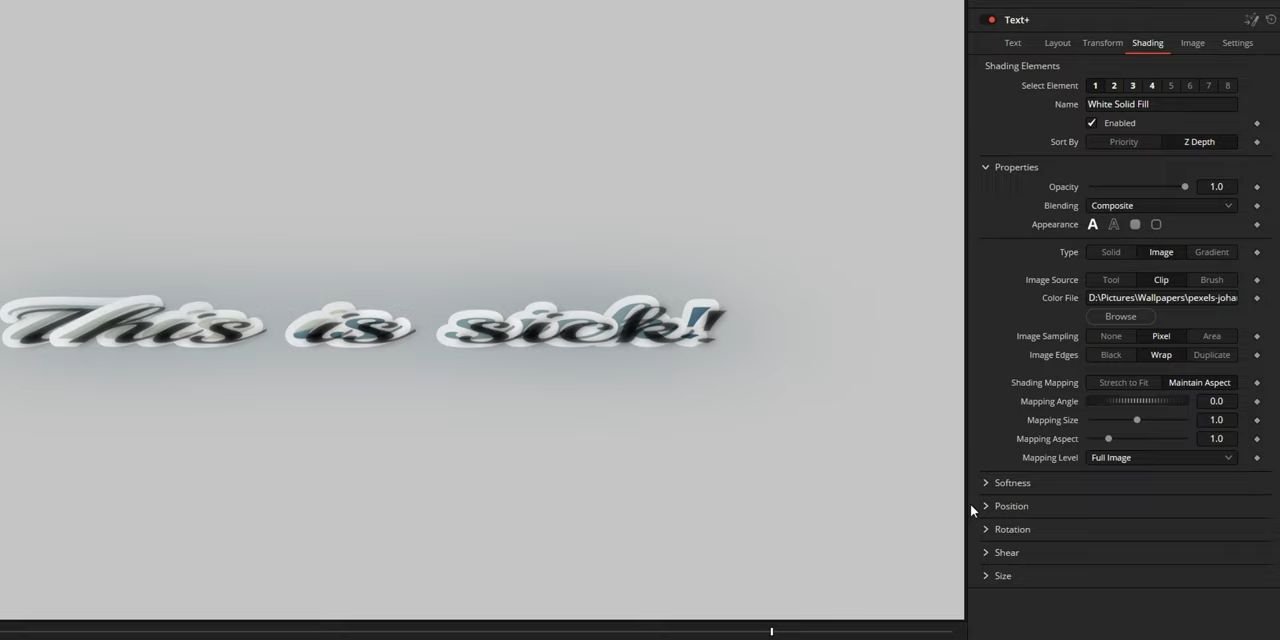 Text+
Text Layout Transform Shading Image Settings
Shading Elements
Select Element 1 2 3 4 5 6 7 8
Name White Solid Fill
Enabled
Sort By Priority Z Depth
Properties
Opacity 1.0
Blending Composite
Appearance A A
Type Solid Image Gradient
Image Source Tool Clip Brush
Color File D:\Pictures\Wallpapers\pexels-joha
Browse
Image Sampling None Pixel Area
Image Edges Black Wrap Duplicate
This is sick!
Shading Mapping Stretch to Fit Maintain Aspect
Mapping Angle 0.0
Mapping Size 1.0
Mapping Aspect 1.0
Mapping Level Full Image
Softness
Position
Rotation
Shear
Size